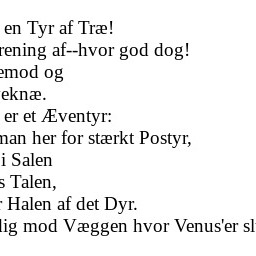 en Tyr af Træ!
rening af--hvor god dog!
emod og
eknæ.
er et Æventyr:
man her for stærkt Postyr,
i Salen
s Talen,
Halen af det Dyr.
lig mod Væggen hvor Venus'er